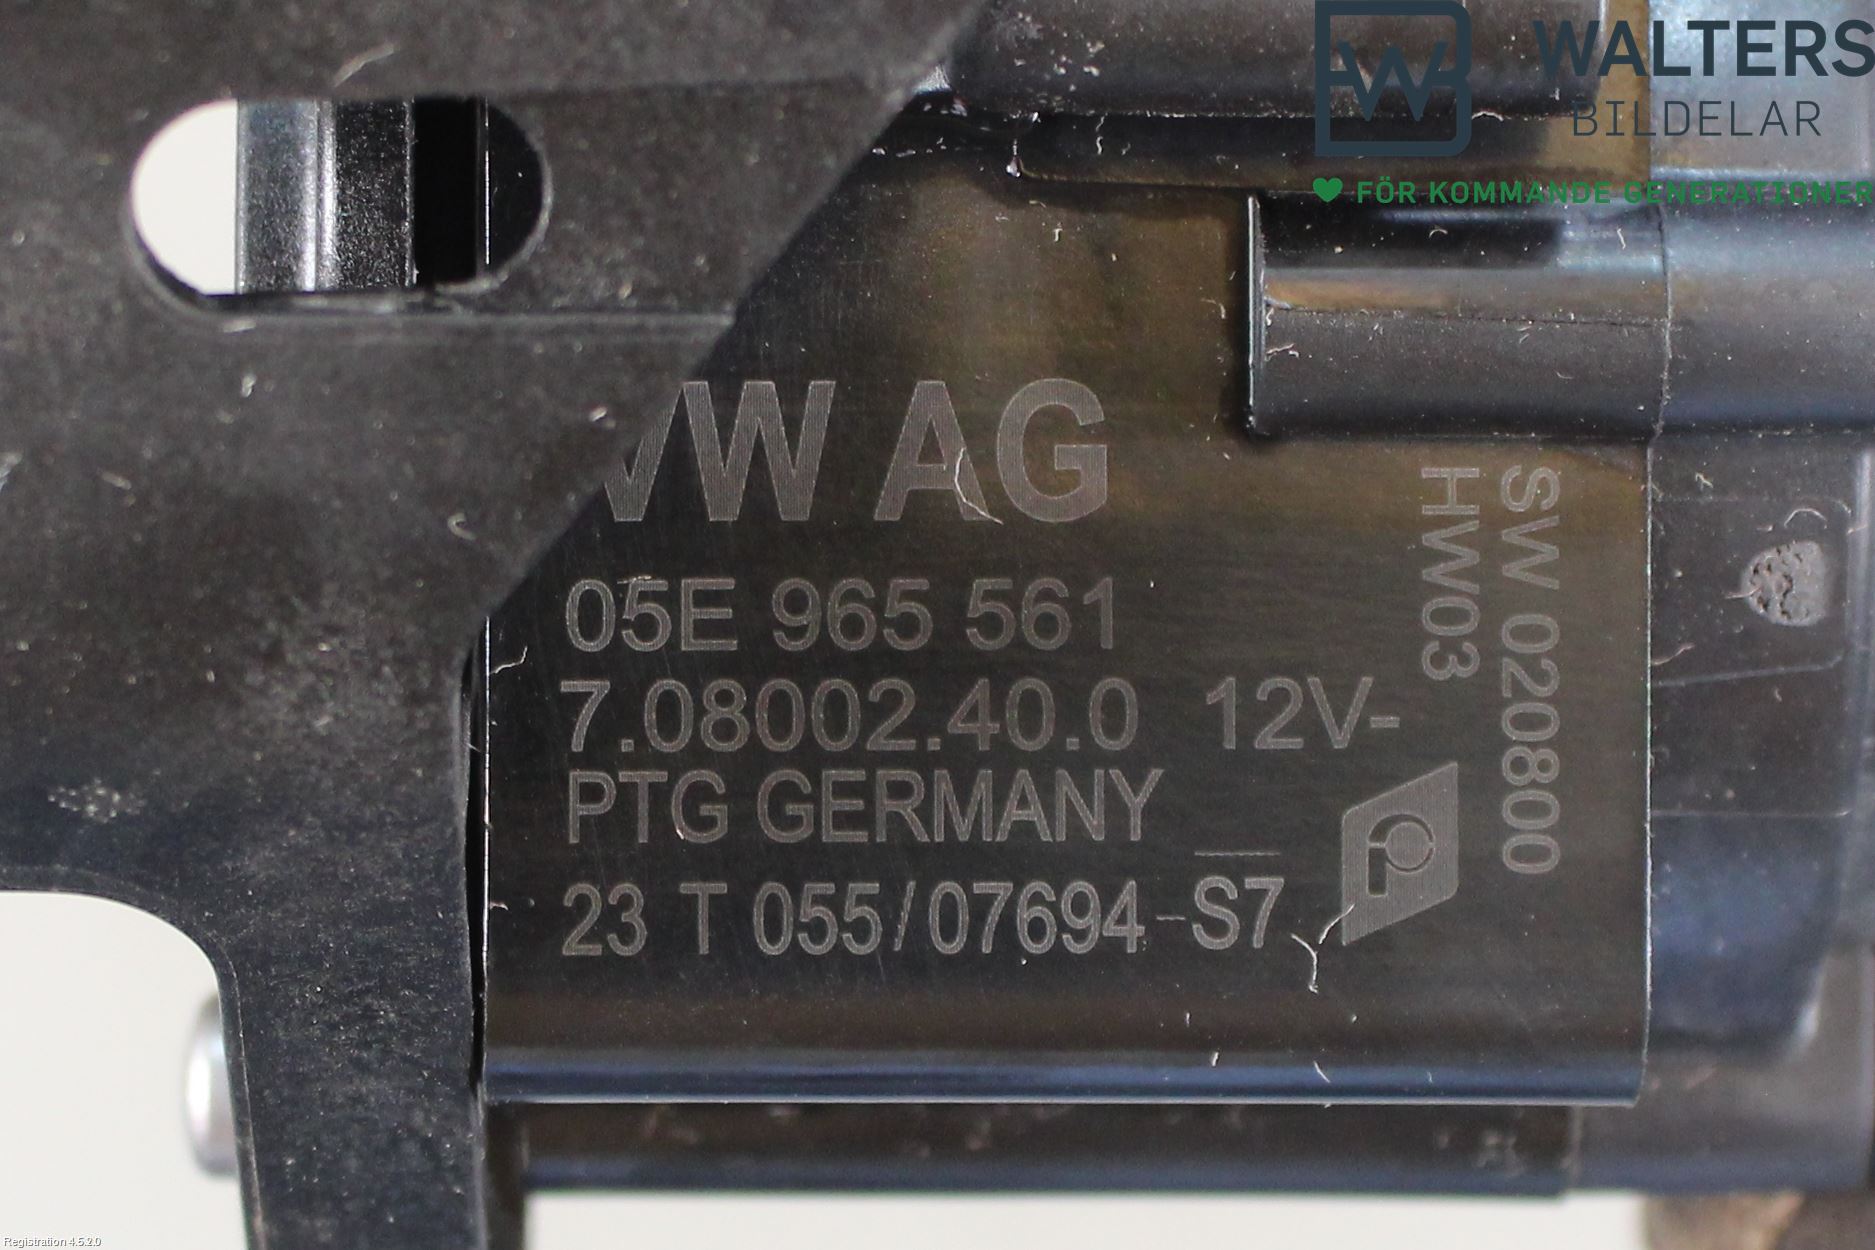 WALTERS
BILDELAR
FÖR KOMMANDE GENERATIONER
VW AG
05E 965 561
7.08002.40.0 12V-
PTG GERMANY
23 T 055/07694-S7
SW 020800
HW03
Registration 4.5.2.0